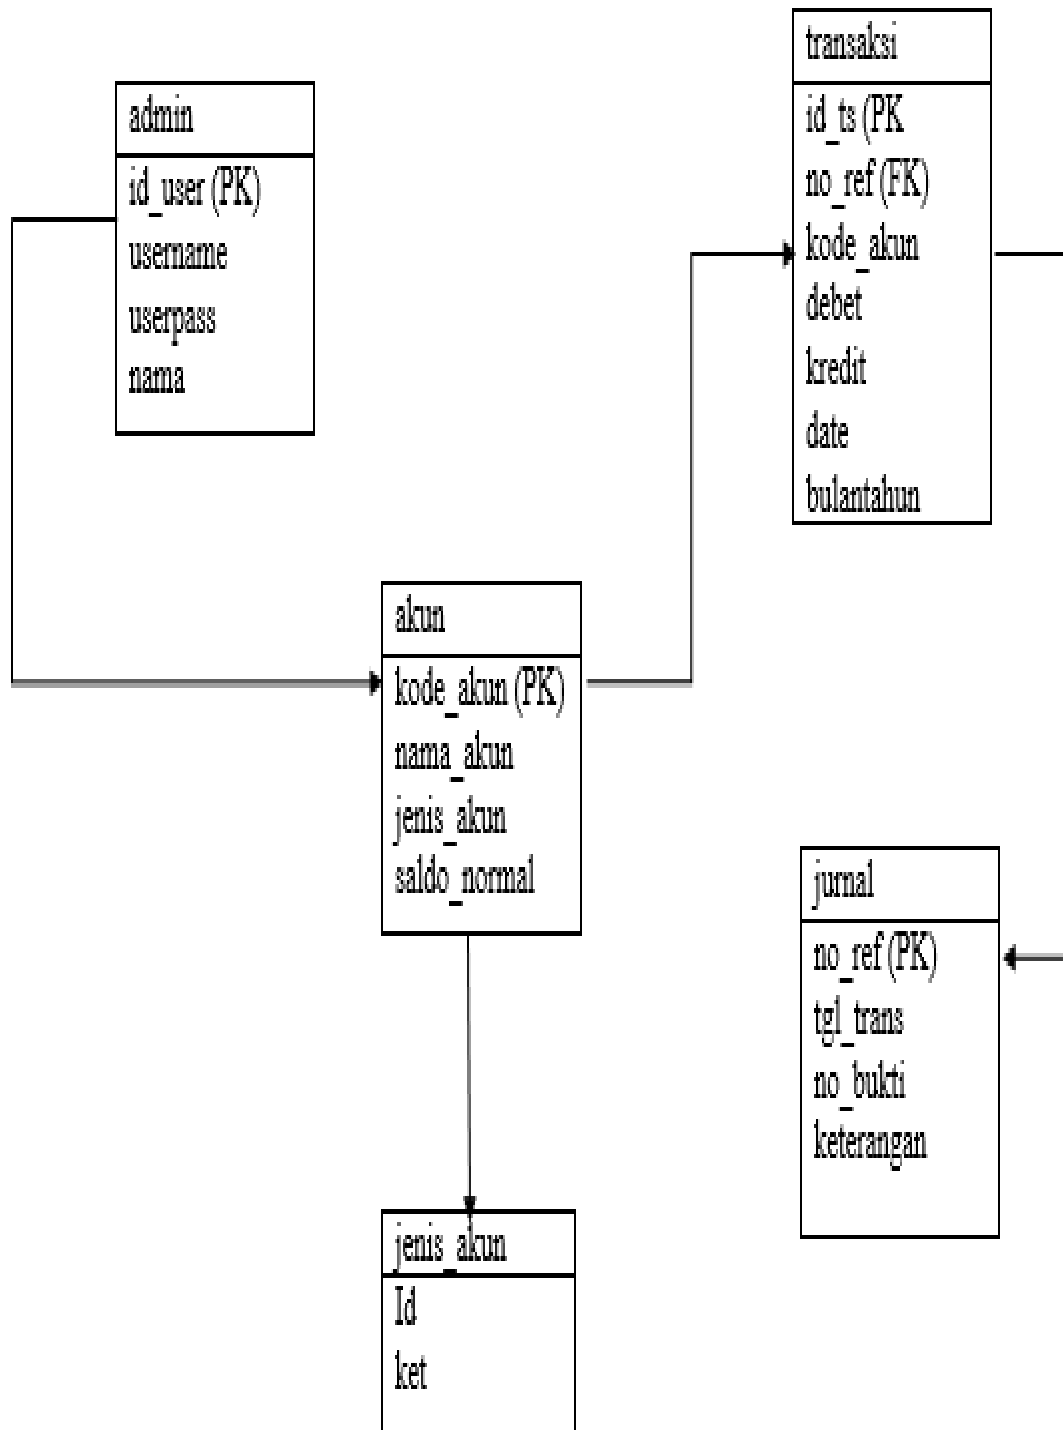 admin
id_user (PK)
username
userpass
nama
transaksi
id_ts (PK
no_ref (FK)
kode_akun
debet
kredit
date
bulantahun
akun
kode_akun (PK)
nama_akun
jenis_akun
saldo_normal
jurnal
no_ref (PK)
tgl_trans
no_bukti
keterangan
jenis_akun
Id
ket